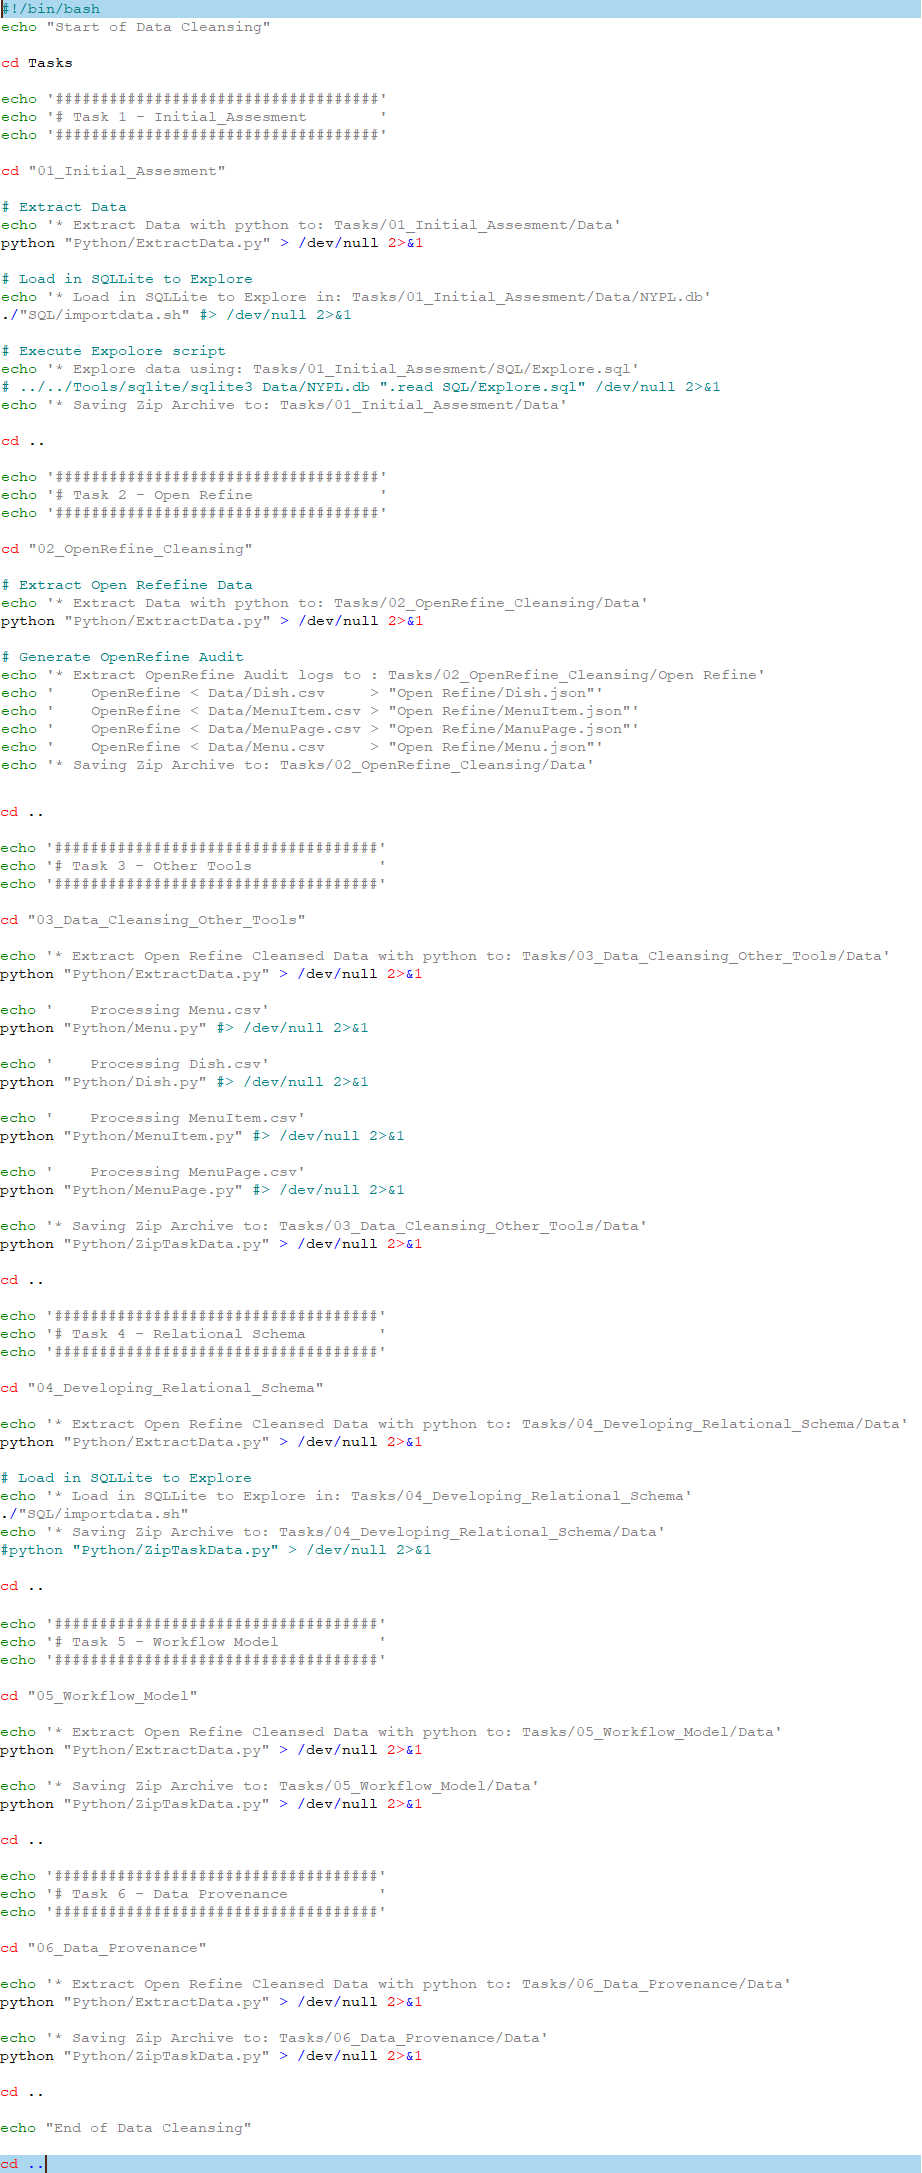 #!/bin/bash
echo "Start of Data Cleansing"
cd Tasks
echo '####################################'
echo '# Task 1 - Initial_Assesment        '
echo '####################################'
cd "01_Initial_Assesment"
# Extract Data
echo '* Extract Data with python to: Tasks/01_Initial_Assesment/Data'
python "Python/ExtractData.py" > /dev/null 2>&1
# Load in SQLLite to Explore
echo '* Load in SQLLite to Explore in: Tasks/01_Initial_Assesment/Data/NYPL.db'
./"SQL/importdata.sh" #> /dev/null 2>&1
# Execute Expolore script
echo '* Explore data using: Tasks/01_Initial_Assesment/SQL/Explore.sql'
# ../../Tools/sqlite/sqlite3 Data/NYPL.db ".read SQL/Explore.sql" /dev/null 2>&1
echo '* Saving Zip Archive to: Tasks/01_Initial_Assesment/Data'
cd ..
echo '####################################'
echo '# Task 2 - Open Refine              '
echo '####################################'
cd "02_OpenRefine_Cleansing"
# Extract Open Refefine Data
echo '* Extract Data with python to: Tasks/02_OpenRefine_Cleansing/Data'
python "Python/ExtractData.py" > /dev/null 2>&1
# Generate OpenRefine Audit
echo '* Extract OpenRefine Audit logs to : Tasks/02_OpenRefine_Cleansing/Open Refine'
echo '    OpenRefine < Data/Dish.csv     > "Open Refine/Dish.json"'
echo '    OpenRefine < Data/MenuItem.csv > "Open Refine/MenuItem.json"'
echo '    OpenRefine < Data/MenuPage.csv > "Open Refine/ManuPage.json"'
echo '    OpenRefine < Data/Menu.csv     > "Open Refine/Menu.json"'
echo '* Saving Zip Archive to: Tasks/02_OpenRefine_Cleansing/Data'
cd ..
echo '####################################'
echo '# Task 3 - Other Tools              '
echo '####################################'
cd "03_Data_Cleansing_Other_Tools"
echo '* Extract Open Refine Cleansed Data with python to: Tasks/03_Data_Cleansing_Other_Tools/Data'
python "Python/ExtractData.py" > /dev/null 2>&1
echo '    Processing Menu.csv'
python "Python/Menu.py" #> /dev/null 2>&1
echo '    Processing Dish.csv'
python "Python/Dish.py" #> /dev/null 2>&1
echo '    Processing MenuItem.csv'
python "Python/MenuItem.py" #> /dev/null 2>&1
echo '    Processing MenuPage.csv'
python "Python/MenuPage.py" #> /dev/null 2>&1
echo '* Saving Zip Archive to: Tasks/03_Data_Cleansing_Other_Tools/Data'
python "Python/ZipTaskData.py" > /dev/null 2>&1
cd ..
echo '####################################'
echo '# Task 4 - Relational Schema        '
echo '####################################'
cd "04_Developing_Relational_Schema"
echo '* Extract Open Refine Cleansed Data with python to: Tasks/04_Developing_Relational_Schema/Data'
python "Python/ExtractData.py" > /dev/null 2>&1
# Load in SQLLite to Explore
echo '* Load in SQLLite to Explore in: Tasks/04_Developing_Relational_Schema'
./"SQL/importdata.sh"
echo '* Saving Zip Archive to: Tasks/04_Developing_Relational_Schema/Data'
#python "Python/ZipTaskData.py" > /dev/null 2>&1
cd ..
echo '####################################'
echo '# Task 5 - Workflow Model           '
echo '####################################'
cd "05_Workflow_Model"
echo '* Extract Open Refine Cleansed Data with python to: Tasks/05_Workflow_Model/Data'
python "Python/ExtractData.py" > /dev/null 2>&1
echo '* Saving Zip Archive to: Tasks/05_Workflow_Model/Data'
python "Python/ZipTaskData.py" > /dev/null 2>&1
cd ..
echo '####################################'
echo '# Task 6 - Data Provenance          '
echo '####################################'
cd "06_Data_Provenance"
echo '* Extract Open Refine Cleansed Data with python to: Tasks/06_Data_Provenance/Data'
python "Python/ExtractData.py" > /dev/null 2>&1
echo '* Saving Zip Archive to: Tasks/06_Data_Provenance/Data'
python "Python/ZipTaskData.py" > /dev/null 2>&1
cd ..
echo "End of Data Cleansing"
cd ..